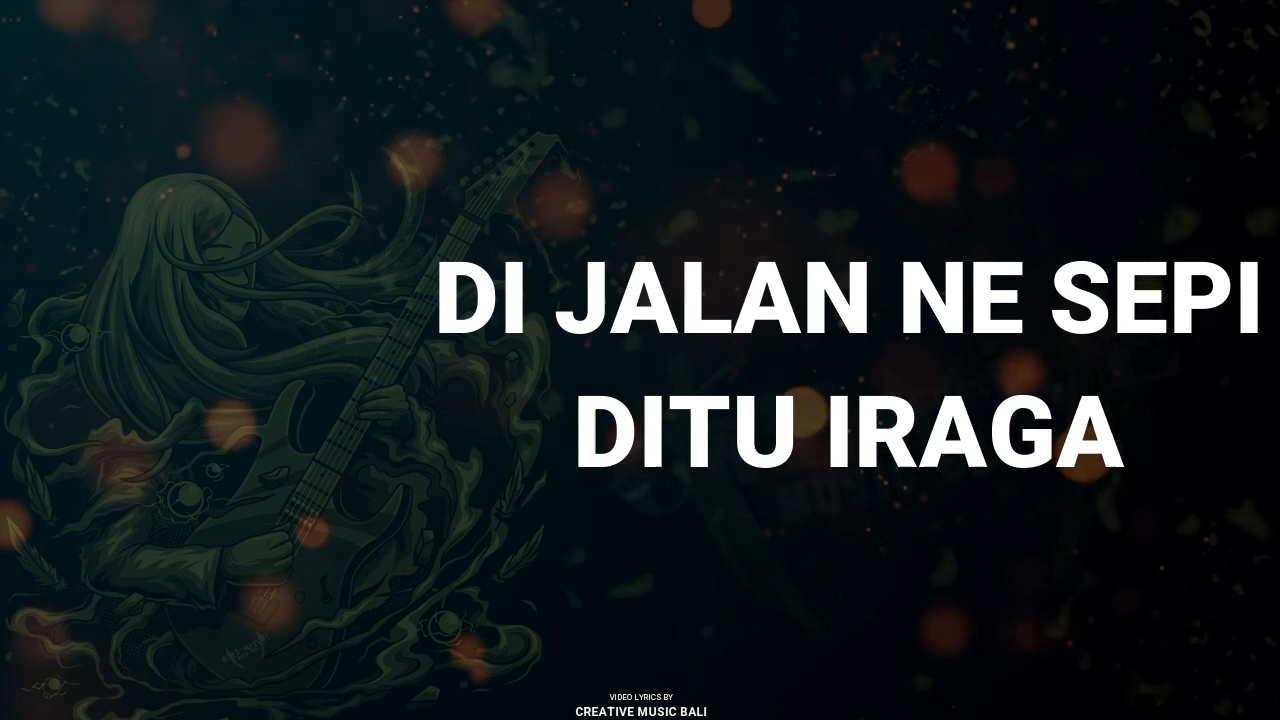 DI JALAN NE SEPI
DITU IRAGA
VIDEO LYRICS BY
CREATIVE MUSIC BALI